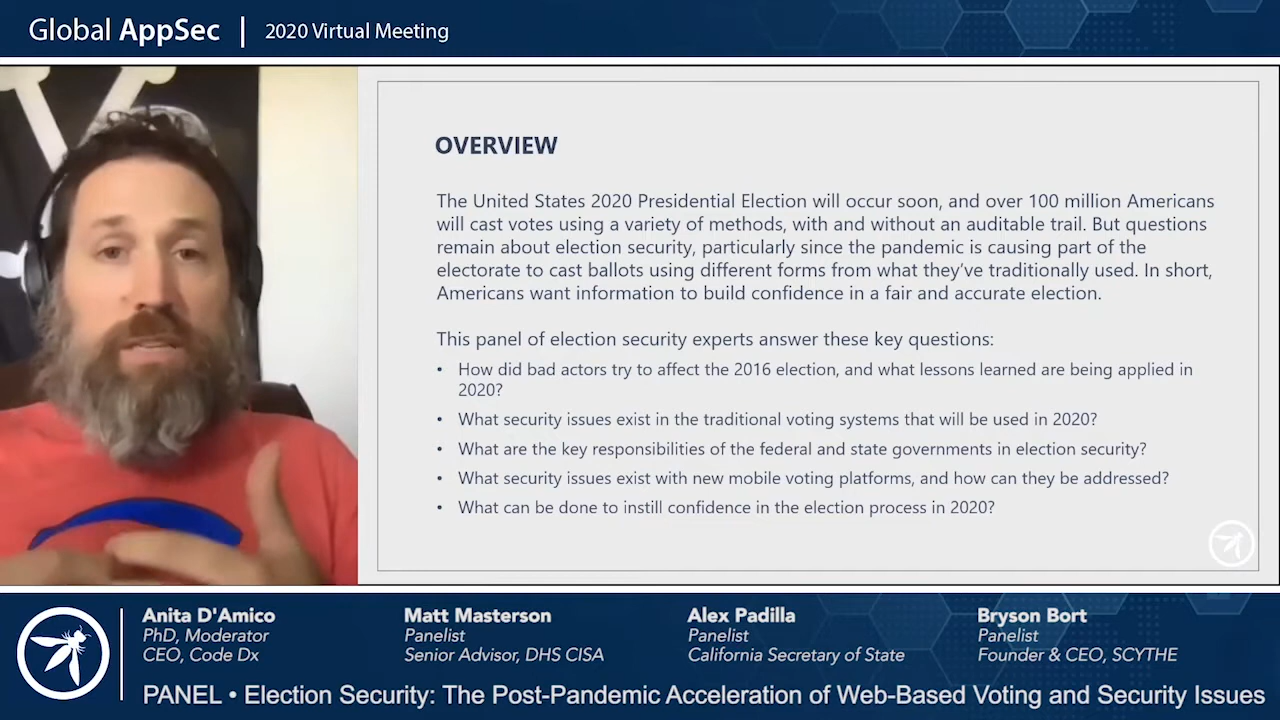 Global AppSec | 2020 Virtual Meeting
OVERVIEW
The United States 2020 Presidential Election will occur soon, and over 100 million Americans
will cast votes using a variety of methods, with and without an auditable trail. But questions
remain about election security, particularly since the pandemic is causing part of the
electorate to cast ballots using different forms from what they’ve traditionally used. In short,
Americans want information to build confidence in a fair and accurate election.
This panel of election security experts answer these key questions:
• How did bad actors try to affect the 2016 election, and what lessons learned are being applied in
2020?
• What security issues exist in the traditional voting systems that will be used in 2020?
• What are the key responsibilities of the federal and state governments in election security?
• What security issues exist with new mobile voting platforms, and how can they be addressed?
• What can be done to instill confidence in the election process in 2020?
Anita D'Amico
PhD, Moderator
CEO, Code Dx
Matt Masterson
Panelist
Senior Advisor, DHS CISA
Alex Padilla
Panelist
California Secretary of State
Bryson Bort
Panelist
Founder & CEO, SCYTHE
PANEL • Election Security: The Post-Pandemic Acceleration of Web-Based Voting and Security Issues